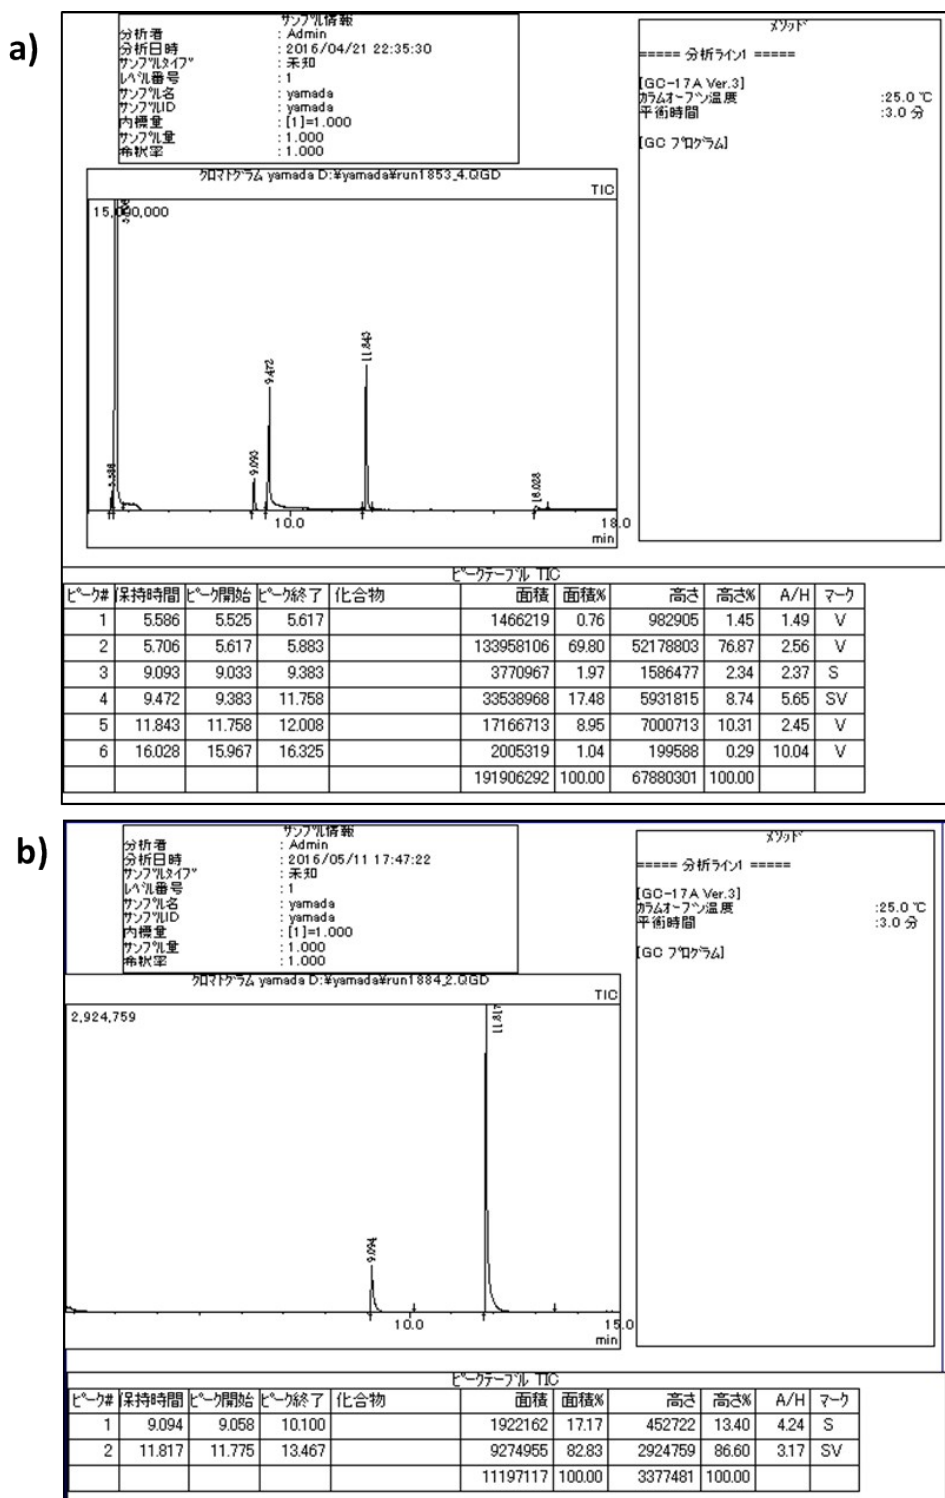 a)
サンプル情報
分析者 : Admin
分析日時 : 2016/04/21 22:35:30
サンプルタイプ : 未知
レベル番号 : 1
サンプル名 : yamada
サンプルID : yamada
内標量 : [1]=1.000
サンプル量 : 1.000
希釈率 : 1.000
メソッド
===== 分析ライン1 =====
[GC-17A Ver.3]
カラムオーブン温度 :25.0 ℃
平衡時間 :3.0 分
[GC プログラム]
クロマトグラム yamada D:¥yamada¥run1853_4.QGD
TIC
15,000,000
5.586
9.093
9.472
11.843
16.028
10.0
18.0
min
ピークテーブル TIC
ピーク# 保持時間 ピーク開始 ピーク終了 化合物 面積 面積% 高さ 高さ% A/H マーク
1 5.586 5.525 5.617 1466219 0.76 982905 1.45 1.49 V
2 5.706 5.617 5.883 133958106 69.80 52178803 76.87 2.56 V
3 9.093 9.033 9.383 3770967 1.97 1586477 2.34 2.37 S
4 9.472 9.383 11.758 33538968 17.48 5931815 8.74 5.65 SV
5 11.843 11.758 12.008 17166713 8.95 7000713 10.31 2.45 V
6 16.028 15.967 16.325 2005319 1.04 199588 0.29 10.04 V
191906292 100.00 67880301 100.00
b)
サンプル情報
分析者 : Admin
分析日時 : 2016/05/11 17:47:22
サンプルタイプ : 未知
レベル番号 : 1
サンプル名 : yamada
サンプルID : yamada
内標量 : [1]=1.000
サンプル量 : 1.000
希釈率 : 1.000
メソッド
===== 分析ライン1 =====
[GC-17A Ver.3]
カラムオーブン温度 :25.0 ℃
平衡時間 :3.0 分
[GC プログラム]
クロマトグラム yamada D:¥yamada¥run1884_2.QGD
TIC
2,924,759
9.094
11.817
10.0
15.0
min
ピークテーブル TIC
ピーク# 保持時間 ピーク開始 ピーク終了 化合物 面積 面積% 高さ 高さ% A/H マーク
1 9.094 9.058 10.100 1922162 17.17 452722 13.40 4.24 S
2 11.817 11.775 13.467 9274955 82.83 2924759 86.60 3.17 SV
11197117 100.00 3377481 100.00